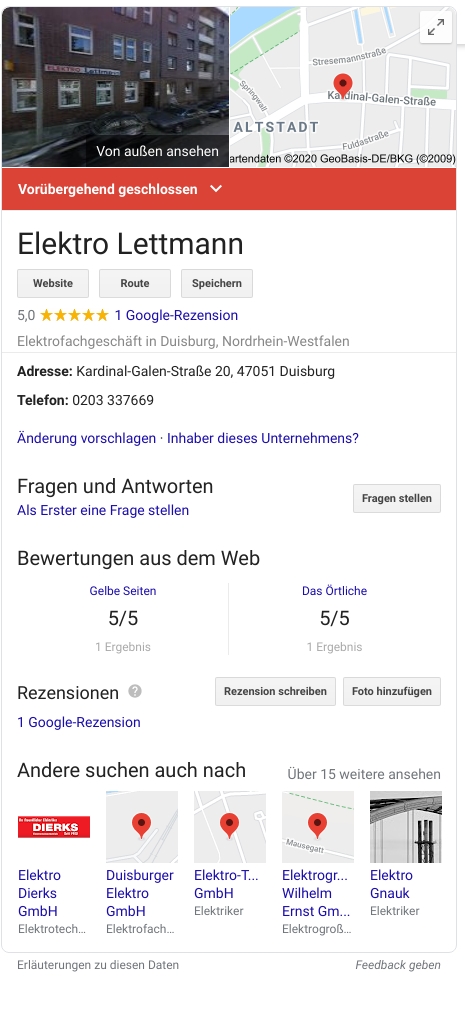 ELEKTRO Lettmann
Von außen ansehen
Stresemannstraße
Springwall
Kardinal-Galen-Straße
ALTSTADT
Fuldastraße
artendaten ©2020 GeoBasis-DE/BKG (©2009)
Vorübergehend geschlossen
Elektro Lettmann
Website Route Speichern
5,0 ★★★★★ 1 Google-Rezension
Elektrofachgeschäft in Duisburg, Nordrhein-Westfalen
Adresse: Kardinal-Galen-Straße 20, 47051 Duisburg
Telefon: 0203 337669
Änderung vorschlagen · Inhaber dieses Unternehmens?
Fragen und Antworten
Fragen stellen
Als Erster eine Frage stellen
Bewertungen aus dem Web
Gelbe Seiten Das Örtliche
5/5 5/5
1 Ergebnis 1 Ergebnis
Rezensionen ? Rezension schreiben Foto hinzufügen
1 Google-Rezension
Andere suchen auch nach Über 15 weitere ansehen
DIERKS
Mausegatt
Elektro
Dierks
GmbH
Elektrotech...
Duisburger
Elektro
GmbH
Elektrofach...
Elektro-T...
GmbH
Elektriker
Elektrogr...
Wilhelm
Ernst Gm...
Elektrogroß...
Elektro
Gnauk
Elektriker
Erläuterungen zu diesen Daten Feedback geben